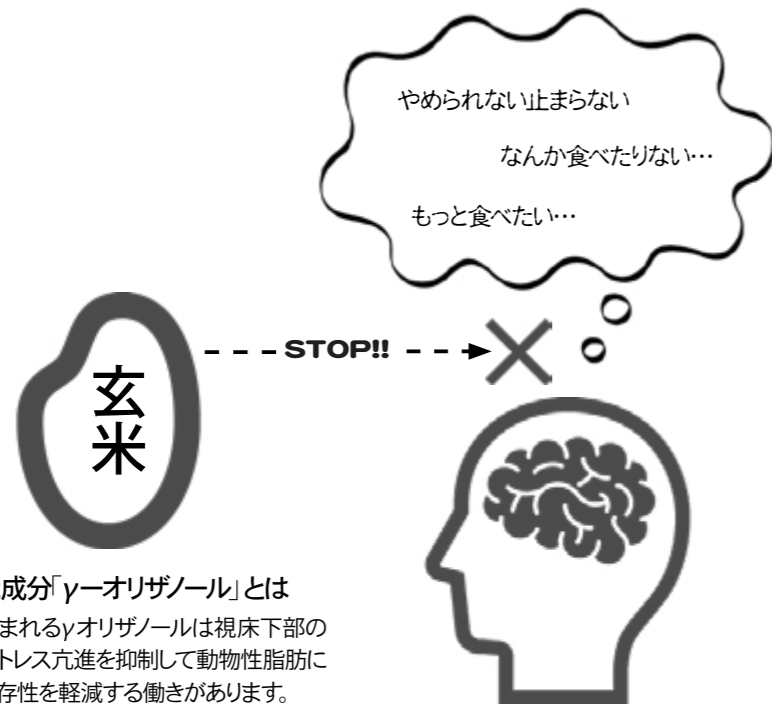 やめられない止まらない
なんか食べたりない…
もっと食べたい…
STOP!!
玄米
成分「γーオリザノール」とは
まれるγオリザノールは視床下部の
トレス亢進を抑制して動物性脂肪に
存性を軽減する働きがあります。